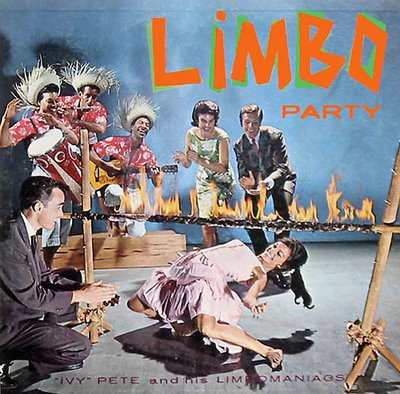 LiMBO
PARTY
"IVY" PETE and his LIMBOMANIACS